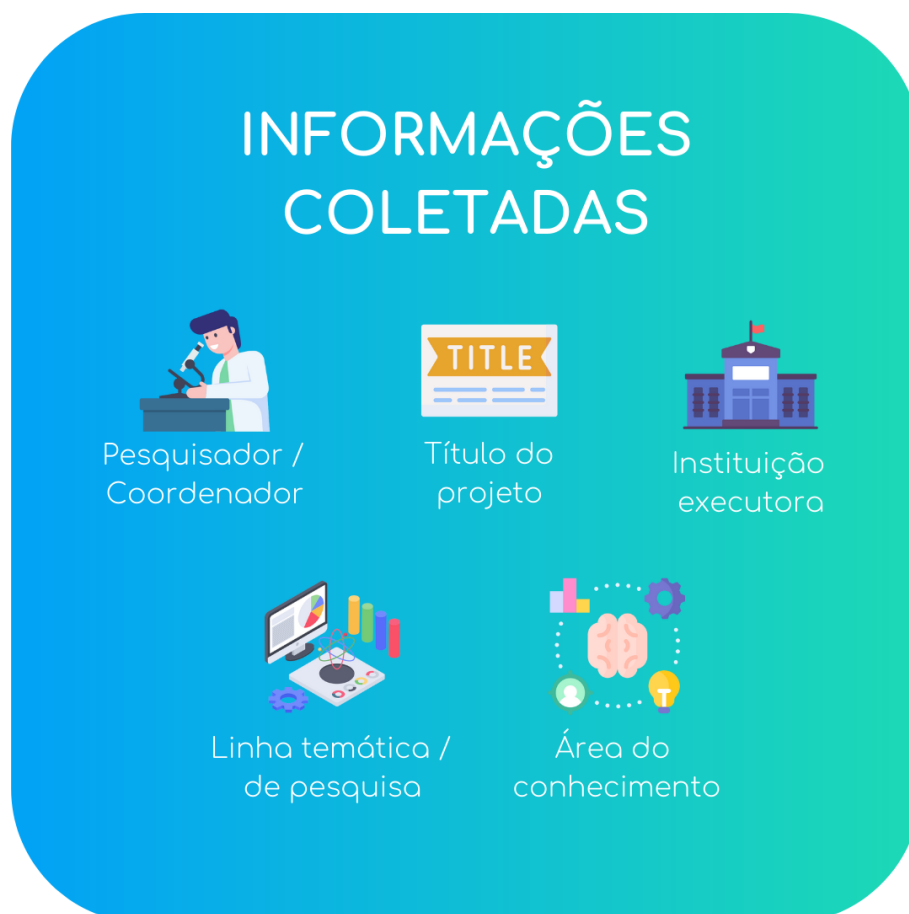 INFORMAÇÕES
COLETADAS
TITLE
Pesquisador /
Coordenador
Título do
projeto
Instituição
executora
Linha temática /
de pesquisa
Área do
conhecimento